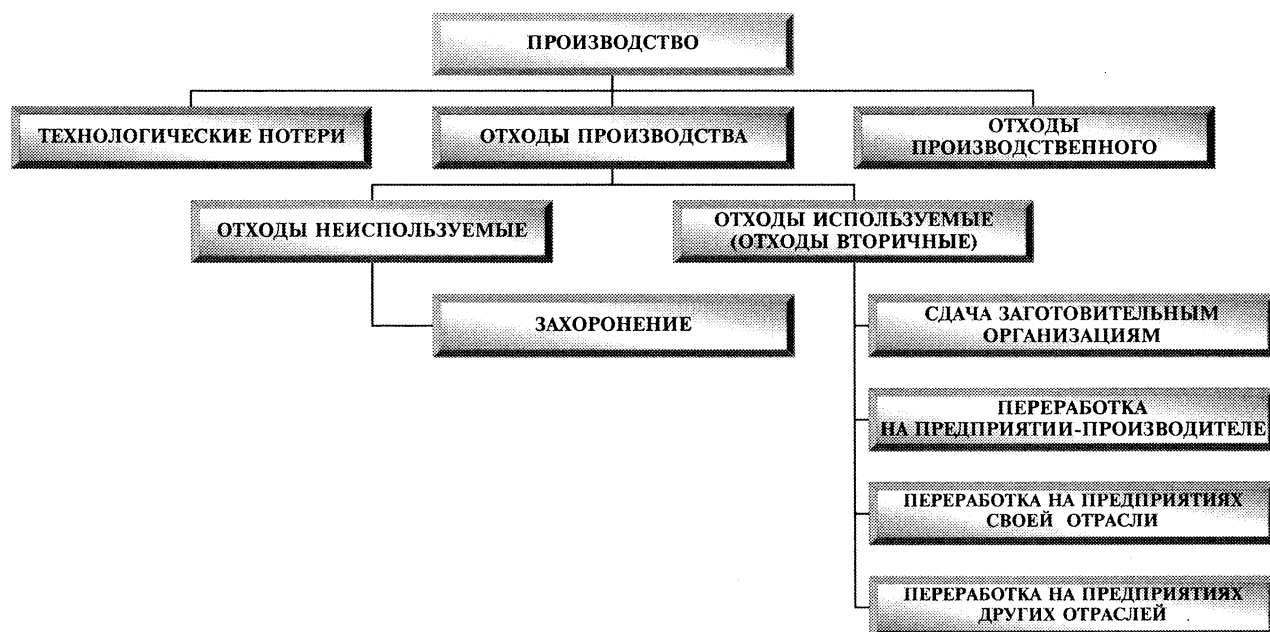 ПРОИЗВОДСТВО
ТЕХНОЛОГИЧЕСКИЕ ПОТЕРИ
ОТХОДЫ ПРОИЗВОДСТВА
ОТХОДЫ
ПРОИЗВОДСТВЕННОГО
ОТХОДЫ НЕИСПОЛЬЗУЕМЫЕ
ОТХОДЫ ИСПОЛЬЗУЕМЫЕ
(ОТХОДЫ ВТОРИЧНЫЕ)
ЗАХОРОНЕНИЕ
СДАЧА ЗАГОТОВИТЕЛЬНЫМ
ОРГАНИЗАЦИЯМ
ПЕРЕРАБОТКА
НА ПРЕДПРИЯТИИ-ПРОИЗВОДИТЕЛЕ
ПЕРЕРАБОТКА НА ПРЕДПРИЯТИЯХ
СВОЕЙ ОТРАСЛИ
ПЕРЕРАБОТКА НА ПРЕДПРИЯТИЯХ
ДРУГИХ ОТРАСЛЕЙ